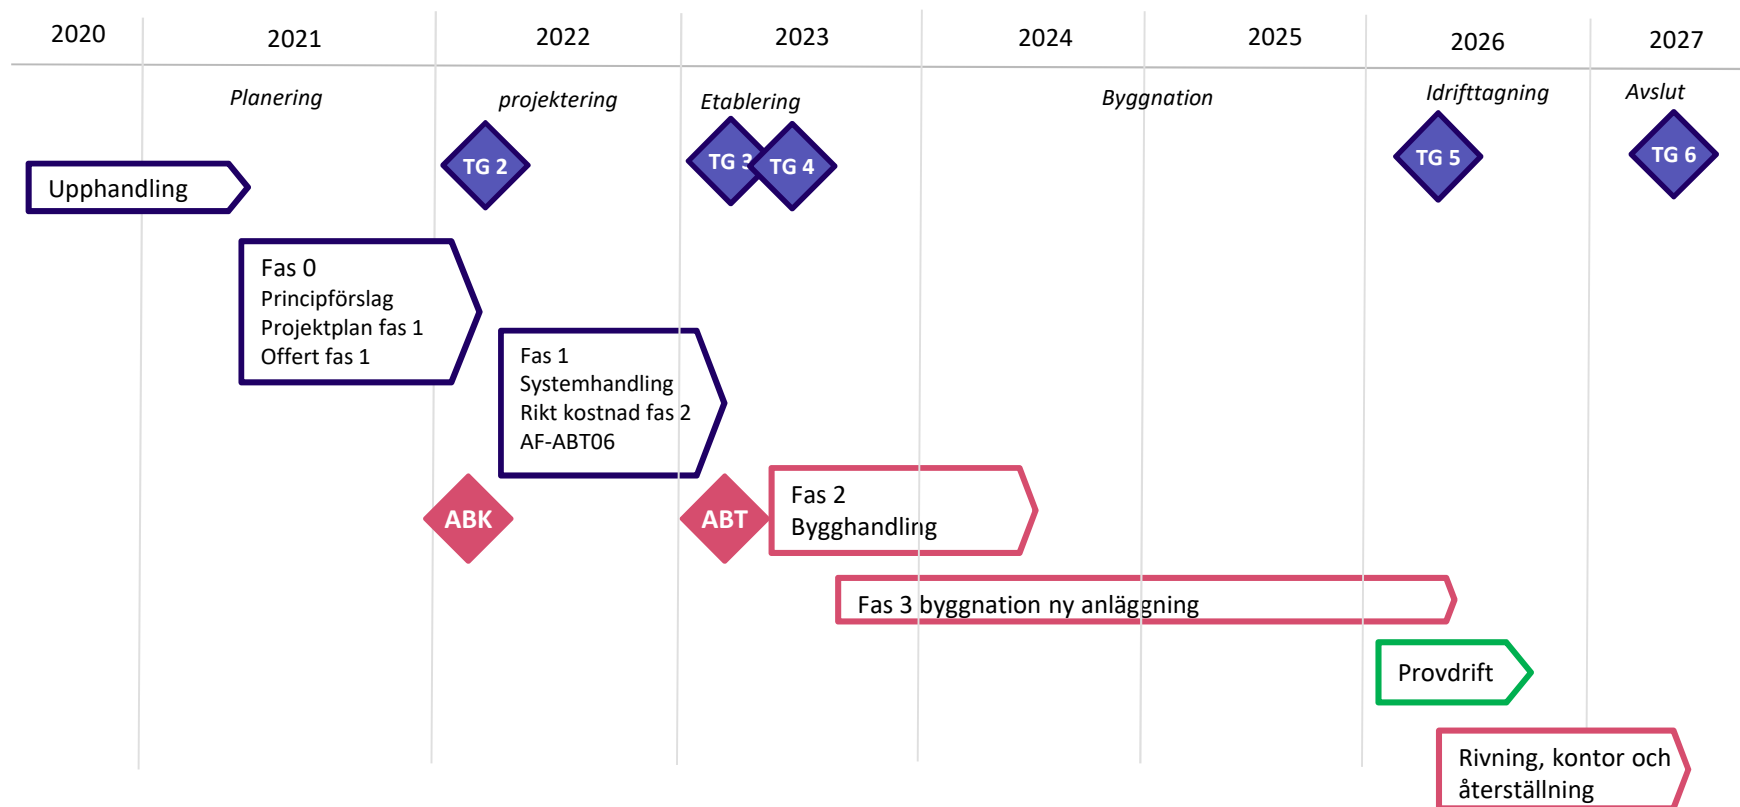 2020
2021
2022
2023
2024
2025
2026
2027
Planering
projektering
Etablering
Byggnation
Idrifttagning
Avslut
TG 2
TG 3
TG 4
TG 5
TG 6
Upphandling
Fas 0
Principförslag
Projektplan fas 1
Offert fas 1
Fas 1
Systemhandling
Rikt kostnad fas 2
AF-ABT06
ABK
ABT
Fas 2
Bygghandling
Fas 3 byggnation ny anläggning
Provdrift
Rivning, kontor och
återställning